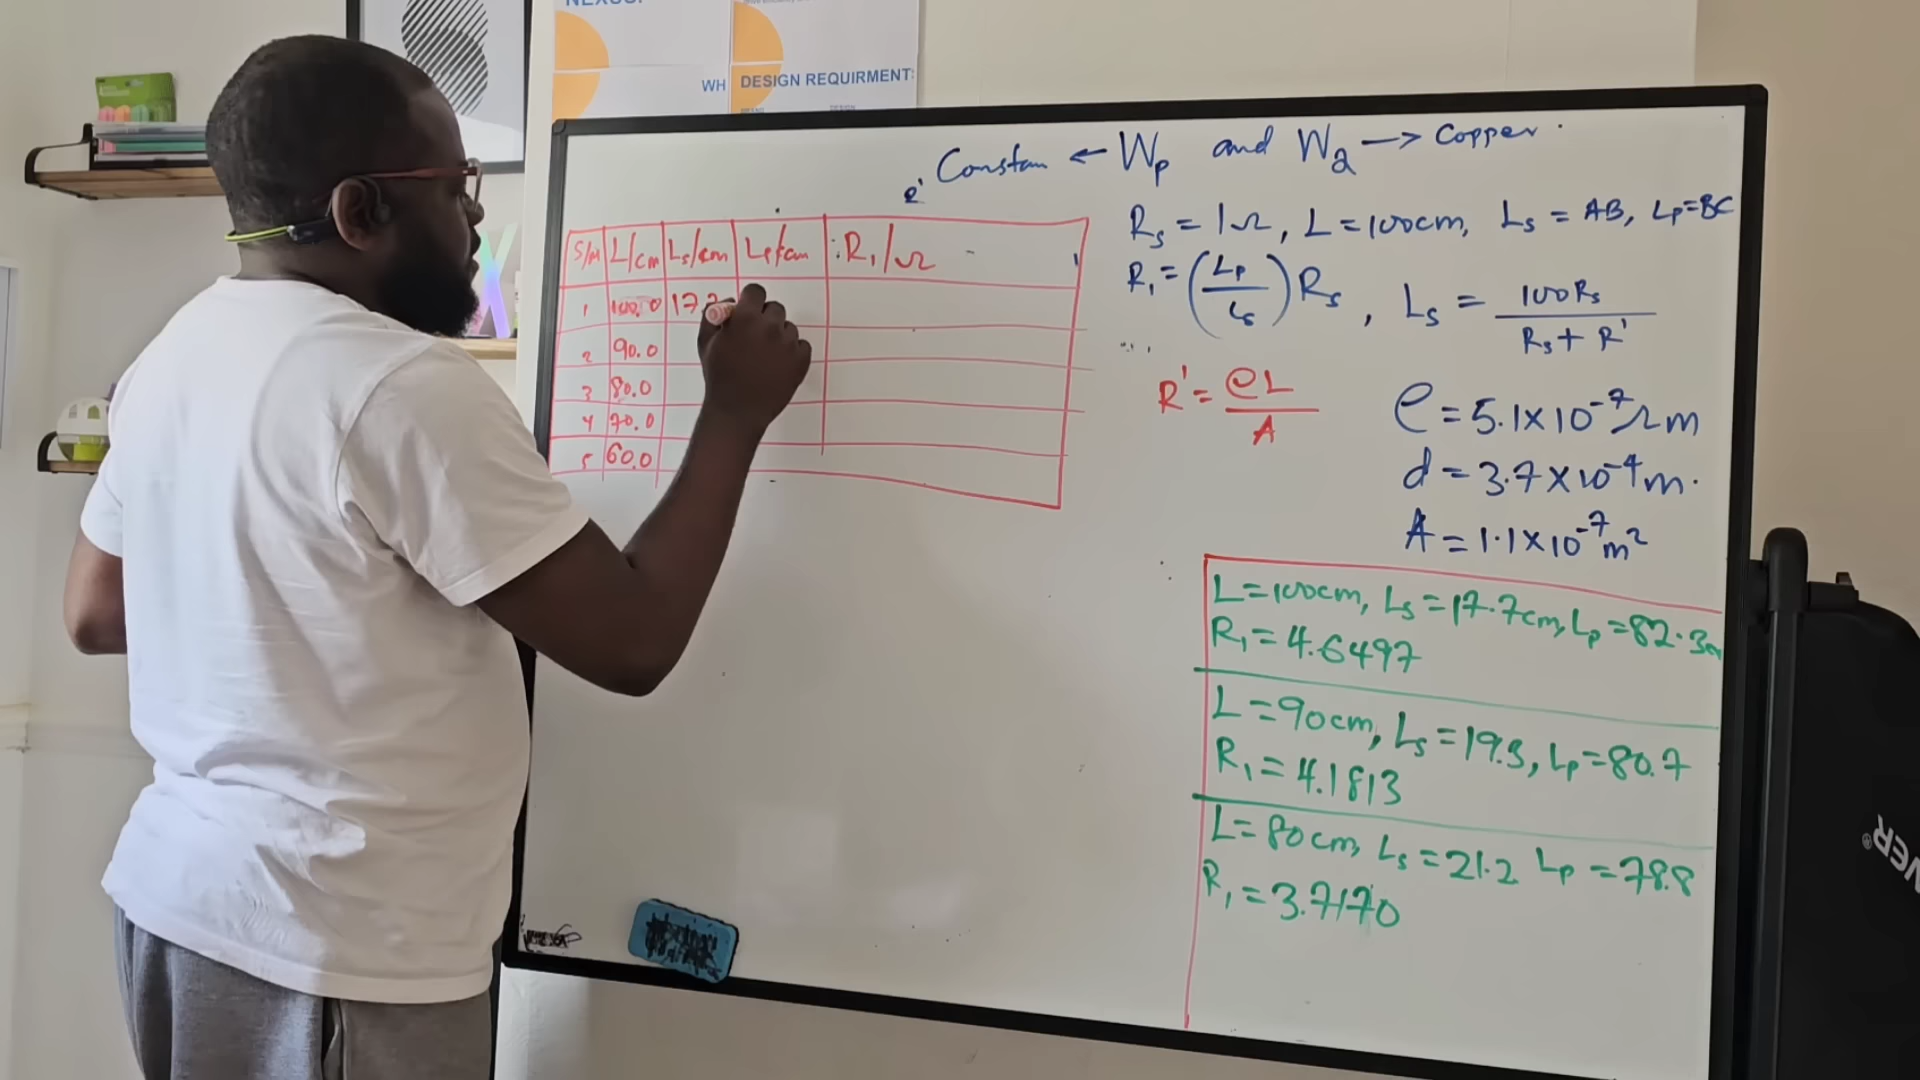 NEXUS:
WH DESIGN REQUIRMENT:
Constan ← Wp and W2 → Copper.
ρ'
Rs = 1Ω, L = 100cm, Ls = AB, Lp = BC
R1 = (Lp/Ls) Rs, Ls = 100Rs/(Rs + R')
R' = ρL/A
ρ = 5.1 × 10⁻⁷ Ω m
d = 3.7 × 10⁻⁴ m.
A = 1.1 × 10⁻⁷ m²
S/N L/cm Ls/cm Lp/cm R1/Ω
1 100.0 17.
2 90.0
3 80.0
4 70.0
5 60.0
L = 100cm, Ls = 17.7cm, Lp = 82.3
R1 = 4.6497
L = 90cm, Ls = 19.3, Lp = 80.7
R1 = 4.1813
L = 80cm, Ls = 21.2 Lp = 78.8
R1 = 3.7170